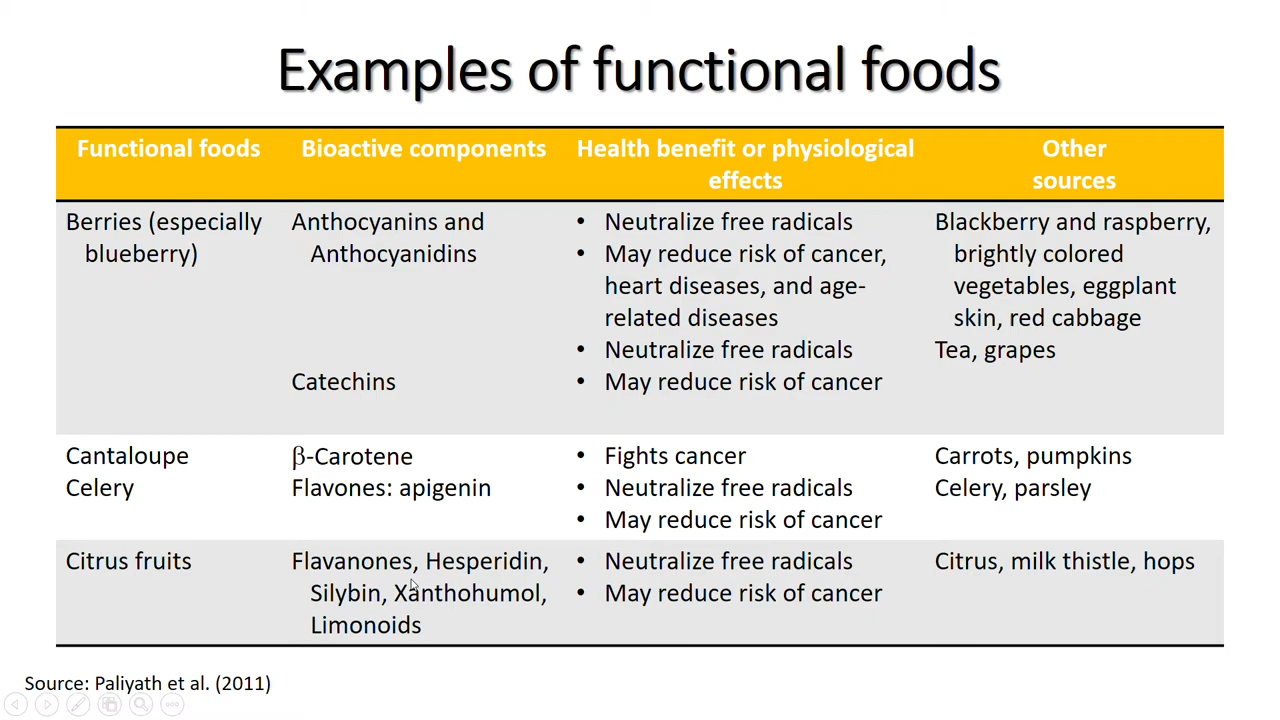 Examples of functional foods
Functional foods
Bioactive components
Health benefit or physiological
effects
Other
sources
Berries (especially
blueberry)
Anthocyanins and
Anthocyanidins
Catechins
• Neutralize free radicals
• May reduce risk of cancer,
heart diseases, and age-
related diseases
• Neutralize free radicals
• May reduce risk of cancer
Blackberry and raspberry,
brightly colored
vegetables, eggplant
skin, red cabbage
Tea, grapes
Cantaloupe
Celery
β-Carotene
Flavones: apigenin
• Fights cancer
• Neutralize free radicals
• May reduce risk of cancer
Carrots, pumpkins
Celery, parsley
Citrus fruits
Flavanones, Hesperidin,
Silybin, Xanthohumol,
Limonoids
• Neutralize free radicals
• May reduce risk of cancer
Citrus, milk thistle, hops
Source: Paliyath et al. (2011)